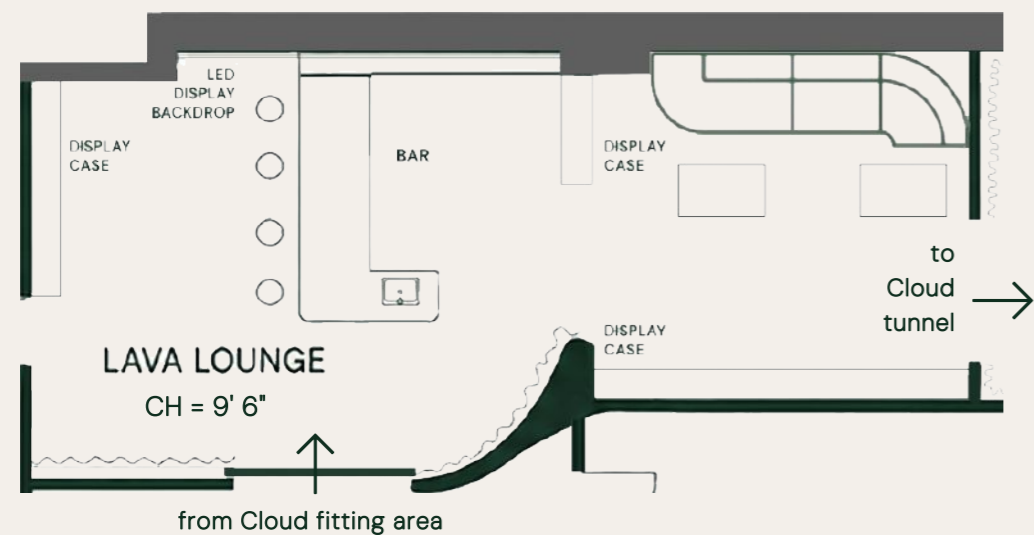 LED
DISPLAY
BACKDROP
DISPLAY
CASE
BAR
DISPLAY
CASE
to
Cloud
tunnel
DISPLAY
CASE
LAVA LOUNGE
CH = 9' 6"
from Cloud fitting area